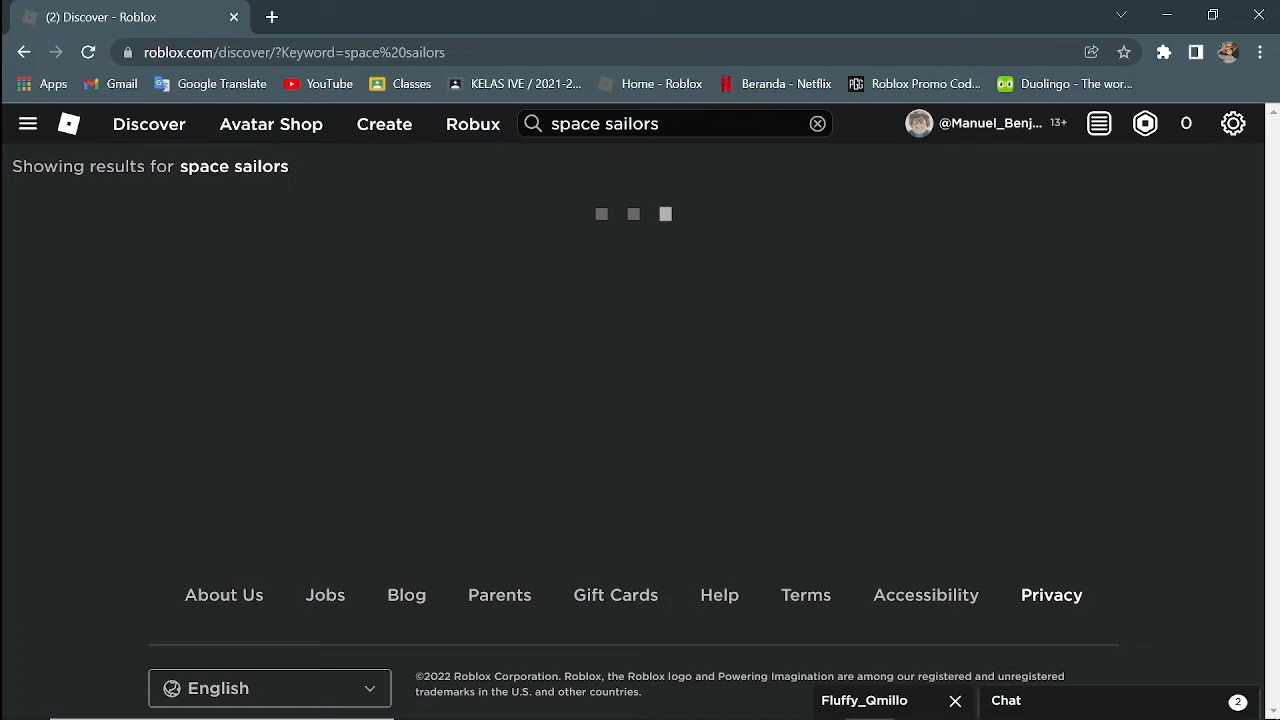 (2) Discover - Roblox
roblox.com/discover/?Keyword=space%20sailors
Apps Gmail Google Translate YouTube Classes KELAS IVE / 2021-2... Home - Roblox Beranda - Netflix PGG Roblox Promo Cod... Duolingo - The wor...
Discover Avatar Shop Create Robux space sailors @Manuel_Benj... 13+ 0
Showing results for space sailors
About Us Jobs Blog Parents Gift Cards Help Terms Accessibility Privacy
English
©2022 Roblox Corporation. Roblox, the Roblox logo and Powering Imagination are among our registered and unregistered
trademarks in the U.S. and other countries.
Fluffy_Qmillo Chat 2